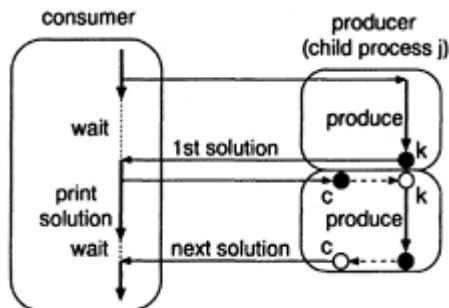 consumer
producer
(child process j)
wait
produce
1st solution
k
print
solution
c
k
produce
wait
next solution
c